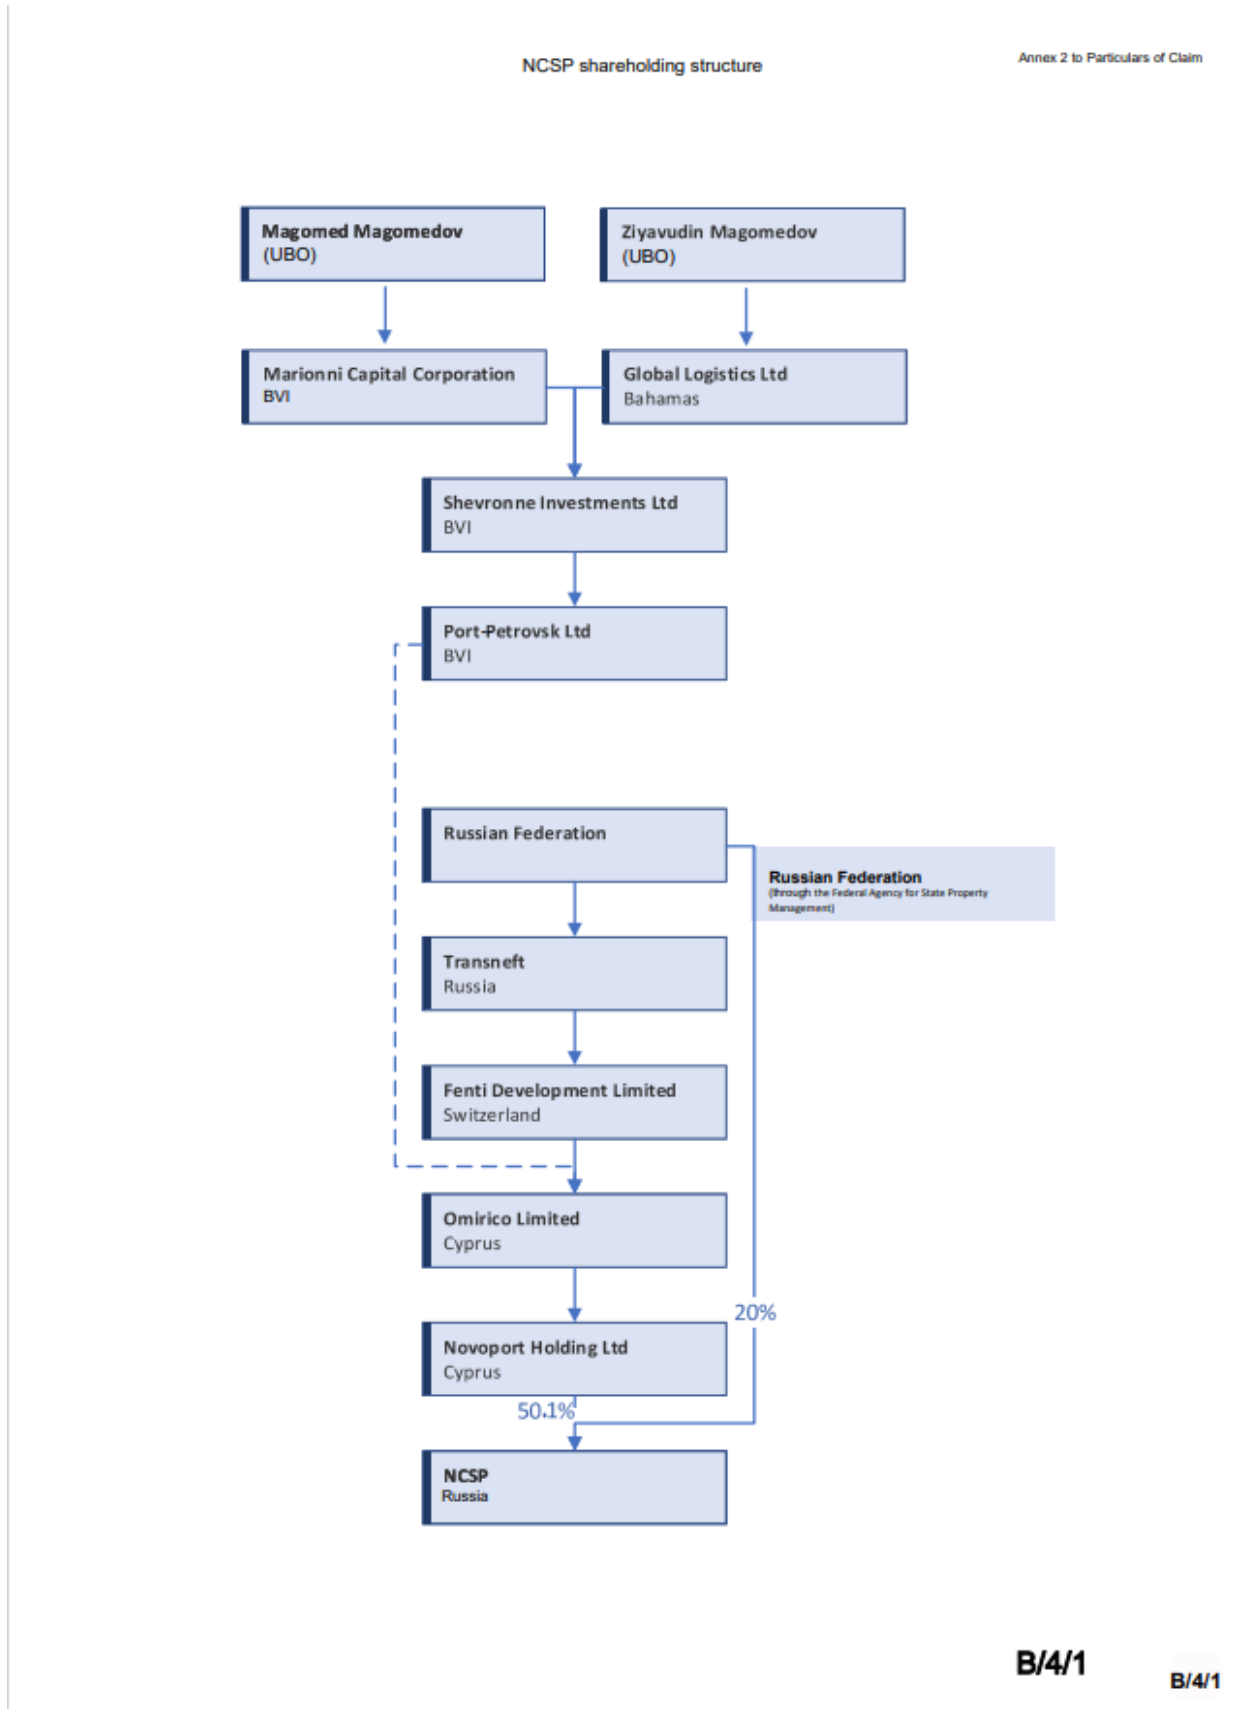 NCSP shareholding structure
Annex 2 to Particulars of Claim
Magomed Magomedov
(UBO)
Ziyavudin Magomedov
(UBO)
Marionni Capital Corporation
BVI
Global Logistics Ltd
Bahamas
Shevronne Investments Ltd
BVI
Port-Petrovsk Ltd
BVI
Russian Federation
Russian Federation
(through the Federal Agency for State Property
Management)
Transneft
Russia
Fenti Development Limited
Switzerland
Omirico Limited
Cyprus
20%
Novoport Holding Ltd
Cyprus
50.1%
NCSP
Russia
B/4/1
B/4/1